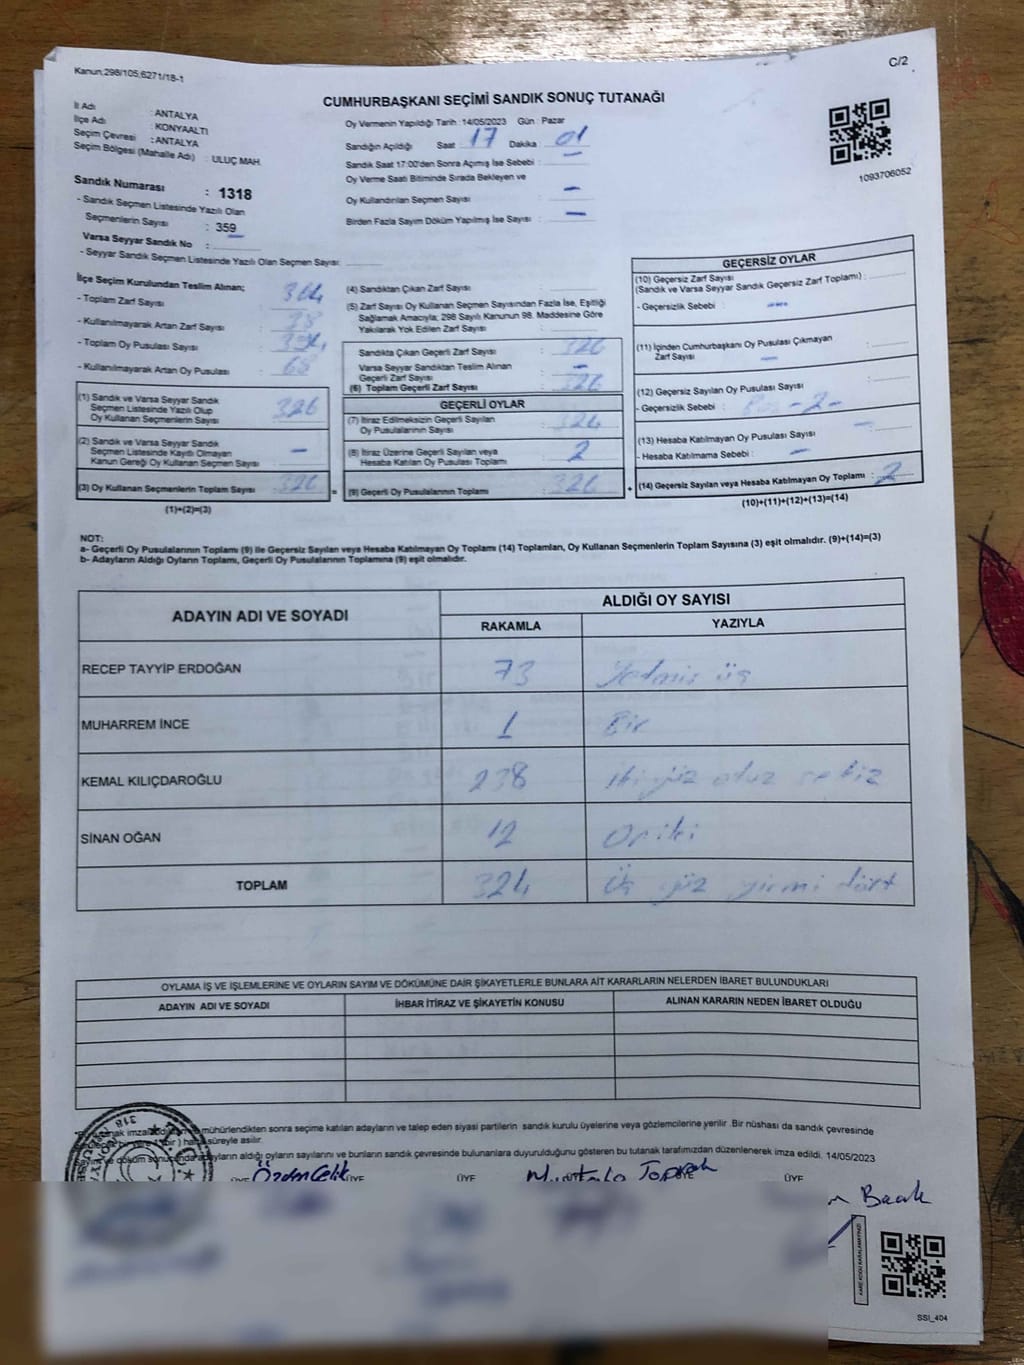 Kanun;298/105;6271/18-1
C/2
CUMHURBAŞKANI SEÇİMİ SANDIK SONUÇ TUTANAĞI
İl Adı : ANTALYA
İlçe Adı : KONYAALTI
Seçim Çevresi : ANTALYA
Seçim Bölgesi (Mahalle Adı) : ULUÇ MAH.
Oy Vermenin Yapıldığı Tarih : 14/05/2023 Gün : Pazar
Sandığın Açıldığı Saat : 17 Dakika : 01
Sandık Saat 17:00'den Sonra Açımış İse Sebebi : -
Oy Verme Saati Bitiminde Sırada Bekleyen ve
Oy Kullandırılan Seçmen Sayısı : -
Birden Fazla Sayım Döküm Yapılmış İse Sayısı : -
1093706052
Sandık Numarası : 1318
- Sandık Seçmen Listesinde Yazılı Olan
Seçmenlerin Sayısı : 359
Varsa Seyyar Sandık No : -
- Seyyar Sandık Seçmen Listesinde Yazılı Olan Seçmen Sayısı:
İlçe Seçim Kurulundan Teslim Alınan;
- Toplam Zarf Sayısı :
- Kullanılmayarak Artan Zarf Sayısı :
- Toplam Oy Pusulası Sayısı :
- Kullanılmayarak Artan Oy Pusulası : 68
(1) Sandık ve Varsa Seyyar Sandık
Seçmen Listesinde Yazılı Olup
Oy Kullanan Seçmenlerin Sayısı : 326
(2) Sandık ve Varsa Seyyar Sandık
Seçmen Listesinde Kayıtlı Olmayan
Kanun Gereği Oy Kullanan Seçmen Sayısı : -
(3) Oy Kullanan Seçmenlerin Toplam Sayısı : 326 =
(1)+(2)=(3)
(4) Sandıktan Çıkan Zarf Sayısı :
(5) Zarf Sayısı Oy Kullanan Seçmen Sayısından Fazla İse, Eşitliği
Sağlamak Amacıyla; 298 Sayılı Kanunun 98. Maddesine Göre
Yakılarak Yok Edilen Zarf Sayısı :
Sandıkta Çıkan Geçerli Zarf Sayısı : 326
Varsa Seyyar Sandıktan Teslim Alınan
Geçerli Zarf Sayısı : -
(6) Toplam Geçerli Zarf Sayısı : 326
GEÇERLİ OYLAR
(7) İtiraz Edilmeksizin Geçerli Sayılan
Oy Pusulalarının Sayısı : 324
(8) İtiraz Üzerine Geçerli Sayılan veya
Hesaba Katılan Oy Pusulası Toplamı : 2
(9) Geçerli Oy Pusulalarının Toplamı : 326 +
GEÇERSİZ OYLAR
(10) Geçersiz Zarf Sayısı
(Sandık ve Varsa Seyyar Sandık Geçersiz Zarf Toplamı) :
- Geçersizlik Sebebi : -
(11) İçinden Cumhurbaşkanı Oy Pusulası Çıkmayan
Zarf Sayısı : -
(12) Geçersiz Sayılan Oy Pusulası Sayısı :
- Geçersizlik Sebebi : -2-
(13) Hesaba Katılmayan Oy Pusulası Sayısı : -
- Hesaba Katılmama Sebebi : -
(14) Geçersiz Sayılan veya Hesaba Katılmayan Oy Toplamı : 2
(10)+(11)+(12)+(13)=(14)
NOT:
a- Geçerli Oy Pusulalarının Toplamı (9) ile Geçersiz Sayılan veya Hesaba Katılmayan Oy Toplamı (14) Toplamları, Oy Kullanan Seçmenlerin Toplam Sayısına (3) eşit olmalıdır. (9)+(14)=(3)
b- Adayların Aldığı Oyların Toplamı, Geçerli Oy Pusulalarının Toplamına (9) eşit olmalıdır.
ADAYIN ADI VE SOYADI
ALDIĞI OY SAYISI
RAKAMLA YAZIYLA
RECEP TAYYİP ERDOĞAN 73 Yetmiş üç
MUHARREM İNCE 1 Bir
KEMAL KILIÇDAROĞLU 238 ikiyüz otuz sekiz
SİNAN OĞAN 12 Oniki
TOPLAM 324 Üç yüz yirmi dört
OYLAMA İŞ VE İŞLEMLERİNE VE OYLARIN SAYIM VE DÖKÜMÜNE DAİR ŞİKAYETLERLE BUNLARA AİT KARARLARIN NELERDEN İBARET BULUNDUKLARI
ADAYIN ADI VE SOYADI İHBAR İTİRAZ VE ŞİKAYETİN KONUSU ALINAN KARARIN NEDEN İBARET OLDUĞU
mühürlendikten sonra seçime katılan adayların ve talep eden siyasi partilerin sandık kurulu üyelerine veya gözlemcilerine yerilir .Bir nüshası da sandık çevresinde
süreyle asilır.
aldığı oyların sayılarını ve bunların sandık çevresinde bulunanlara duyurulduğunu gösteren bu tutanak tarafımızdan düzenlenerek imza edildi. 14/05/2023
ÜYE Özden Çelik ÜYE Mustafa Toprak ÜYE
SSI_404